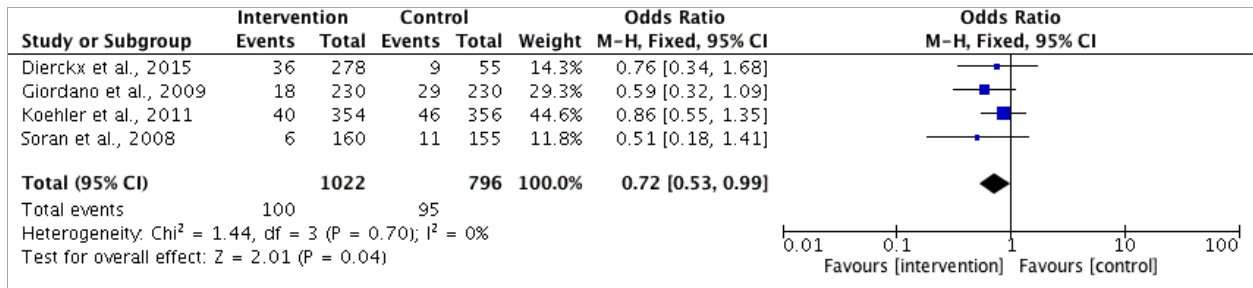 Intervention Control Odds Ratio Odds Ratio
Study or Subgroup Events Total Events Total Weight M-H, Fixed, 95% CI M-H, Fixed, 95% CI
Dierckx et al., 2015 36 278 9 55 14.3% 0.76 [0.34, 1.68]
Giordano et al., 2009 18 230 29 230 29.3% 0.59 [0.32, 1.09]
Koehler et al., 2011 40 354 46 356 44.6% 0.86 [0.55, 1.35]
Soran et al., 2008 6 160 11 155 11.8% 0.51 [0.18, 1.41]
Total (95% CI) 1022 796 100.0% 0.72 [0.53, 0.99]
Total events 100 95
Heterogeneity: Chi² = 1.44, df = 3 (P = 0.70); I² = 0%
Test for overall effect: Z = 2.01 (P = 0.04)
0.01 0.1 1 10 100
Favours [intervention] Favours [control]